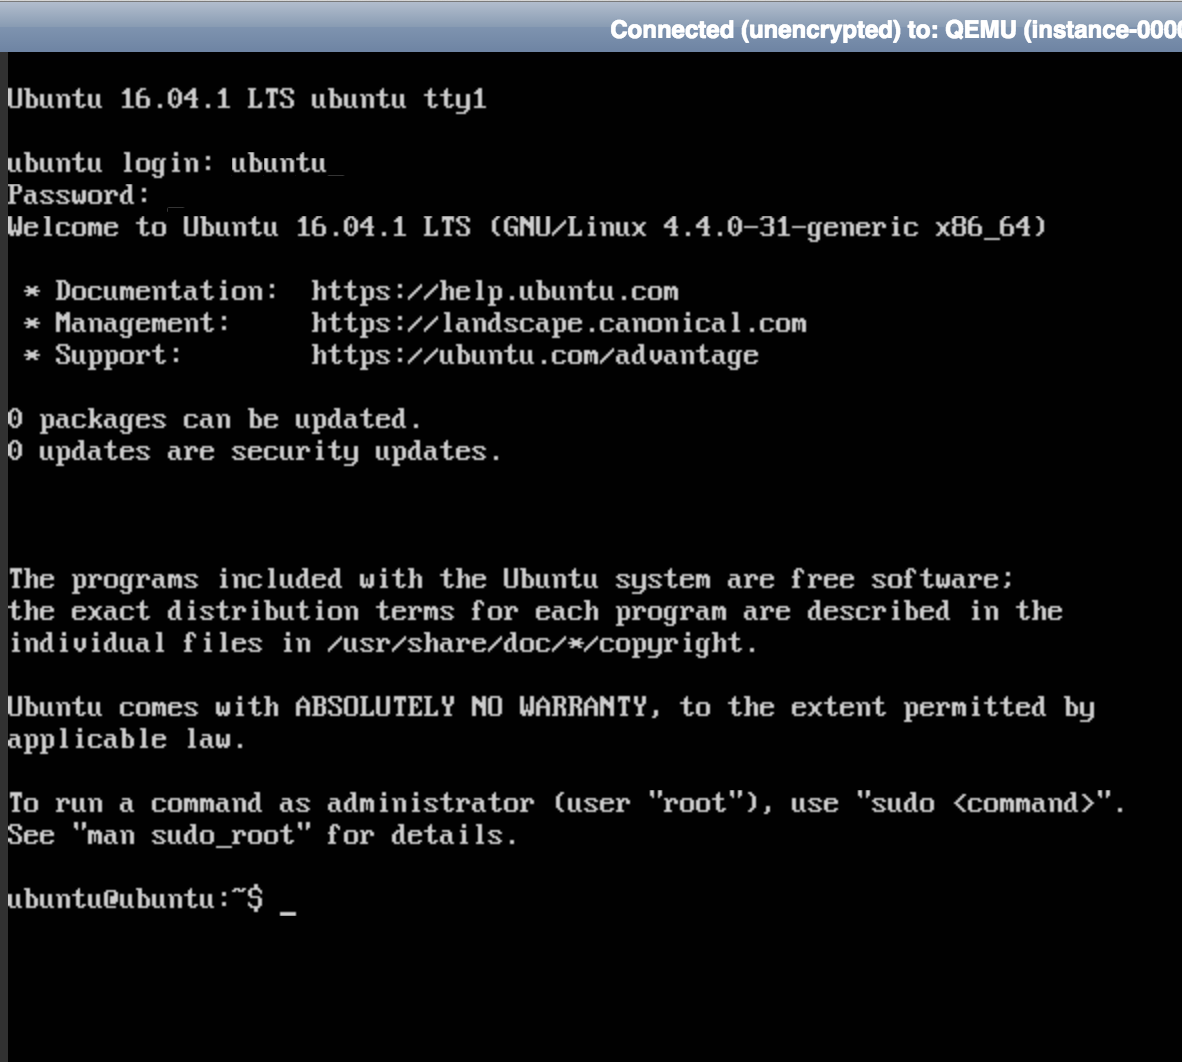 Connected (unencrypted) to: QEMU (instance-000
Ubuntu 16.04.1 LTS ubuntu tty1
ubuntu login: ubuntu
Password:
Welcome to Ubuntu 16.04.1 LTS (GNU/Linux 4.4.0-31-generic x86_64)
* Documentation:  https://help.ubuntu.com
* Management:     https://landscape.canonical.com
* Support:        https://ubuntu.com/advantage
0 packages can be updated.
0 updates are security updates.
The programs included with the Ubuntu system are free software;
the exact distribution terms for each program are described in the
individual files in /usr/share/doc/*/copyright.
Ubuntu comes with ABSOLUTELY NO WARRANTY, to the extent permitted by
applicable law.
To run a command as administrator (user "root"), use "sudo <command>".
See "man sudo_root" for details.
ubuntu@ubuntu:~$ _